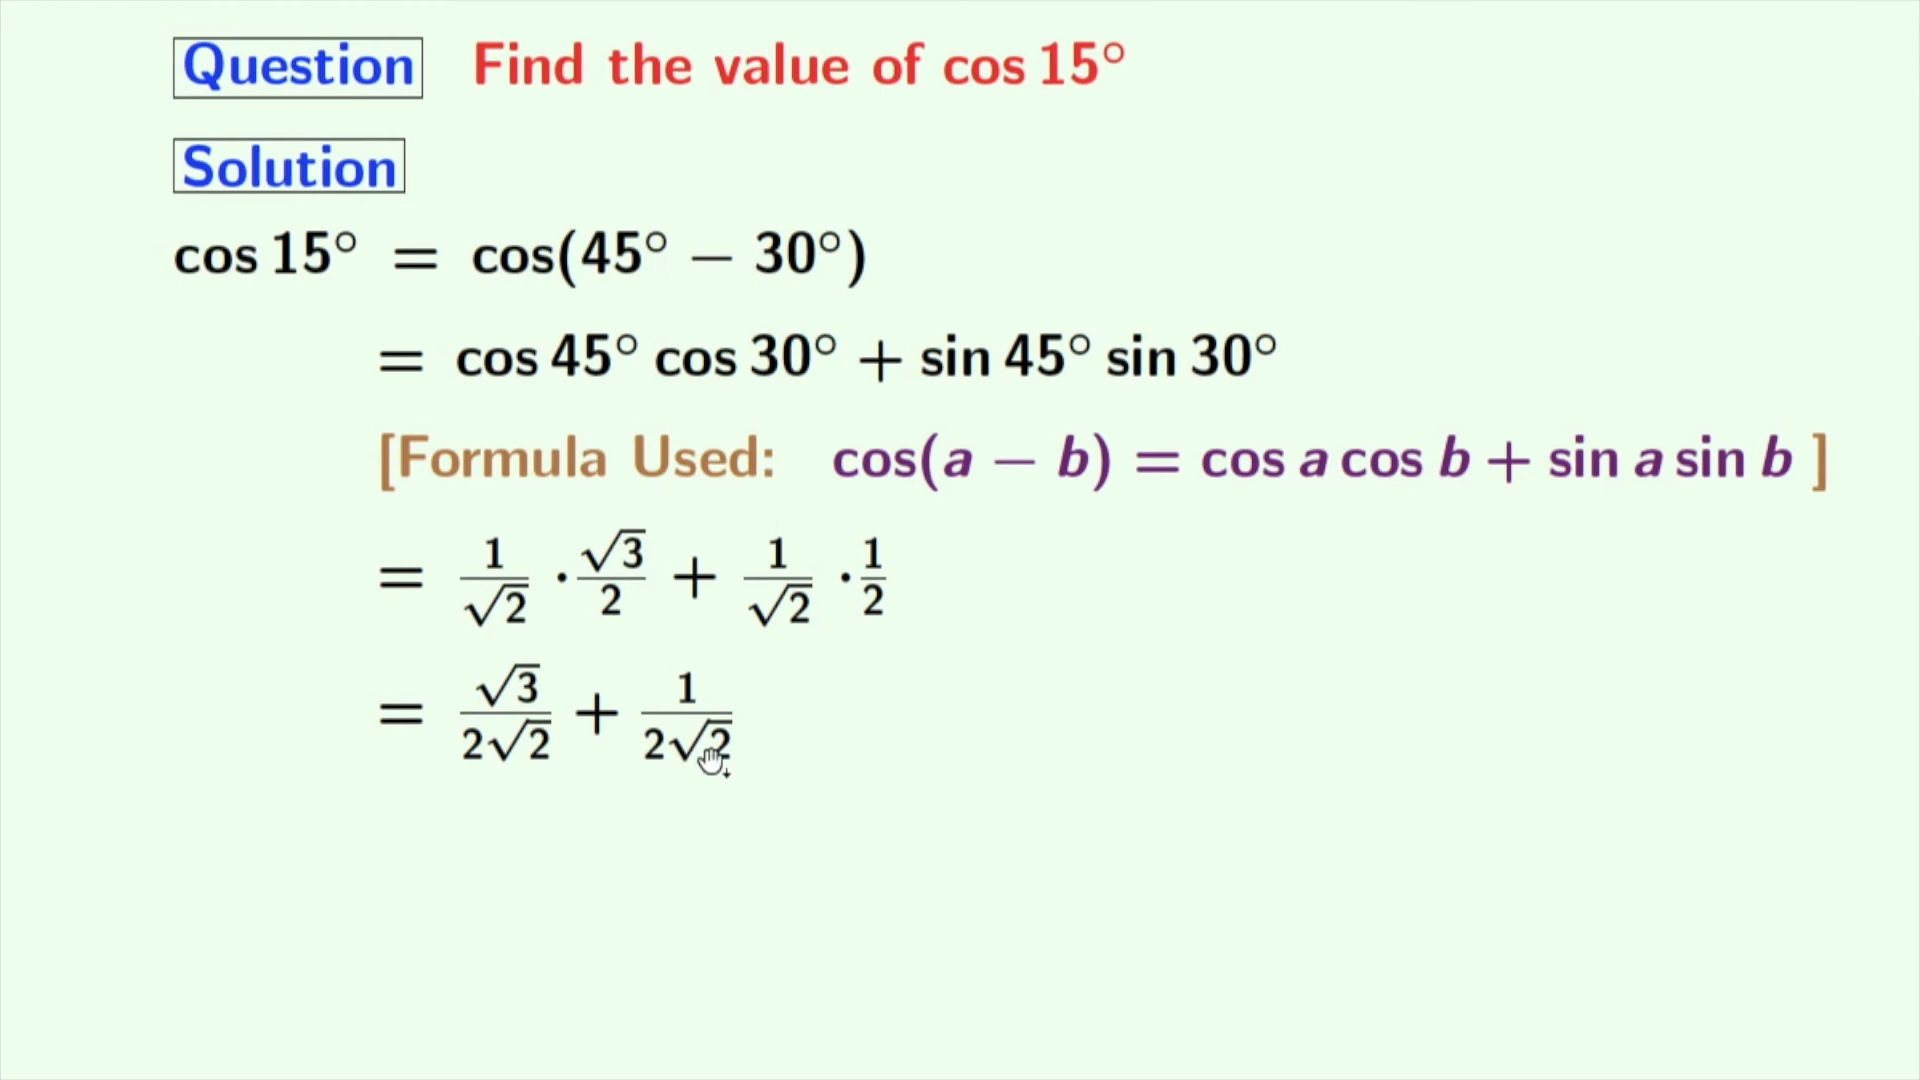 Question Find the value of cos 15°
Solution
cos 15° = cos(45° − 30°)
= cos 45° cos 30° + sin 45° sin 30°
[Formula Used: cos(a − b) = cos a cos b + sin a sin b ]
= 1/√2 · √3/2 + 1/√2 · 1/2
= √3/2√2 + 1/2√2